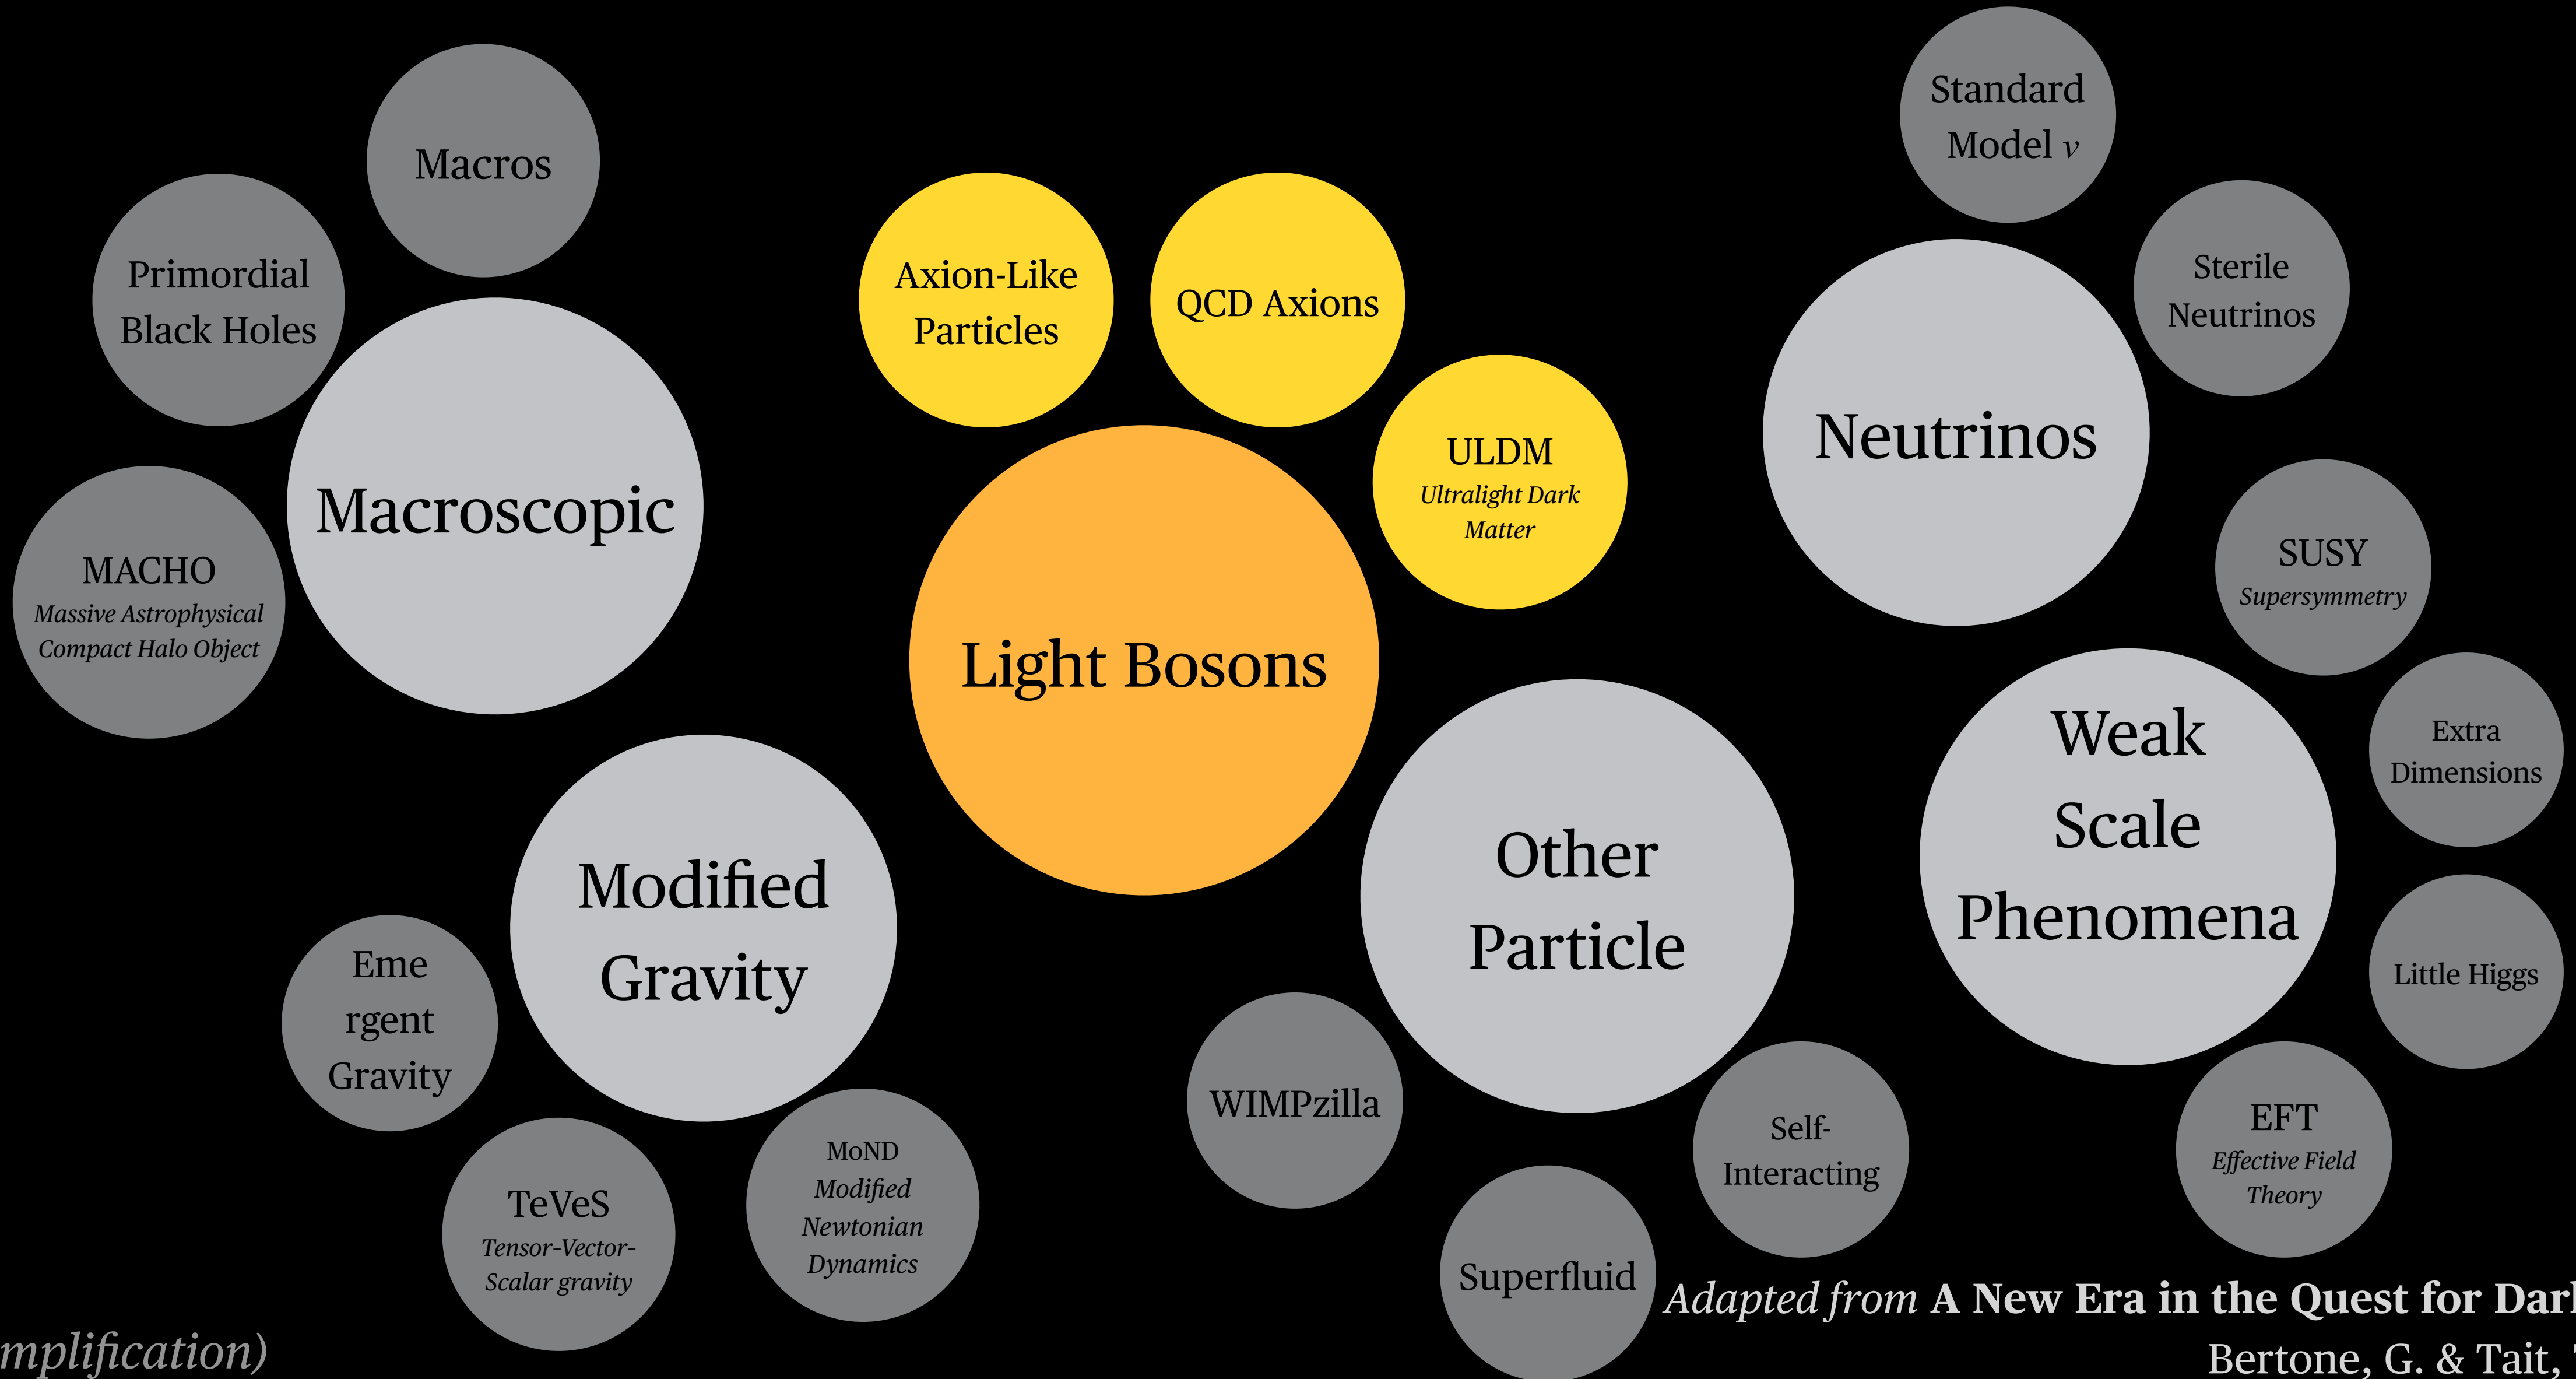 Macros
Primordial
Black Holes
Macroscopic
MACHO
Massive Astrophysical
Compact Halo Object
Axion-Like
Particles
QCD Axions
ULDM
Ultralight Dark
Matter
Light Bosons
Standard
Model ν
Sterile
Neutrinos
Neutrinos
SUSY
Supersymmetry
Extra
Dimensions
Weak
Scale
Phenomena
Little Higgs
EFT
Effective Field
Theory
Modified
Gravity
Eme
rgent
Gravity
TeVeS
Tensor-Vector-
Scalar gravity
MoND
Modified
Newtonian
Dynamics
Other
Particle
WIMPzilla
Self-
Interacting
Superfluid
Adapted from A New Era in the Quest for
Bertone, G. & Tait,
mplification)